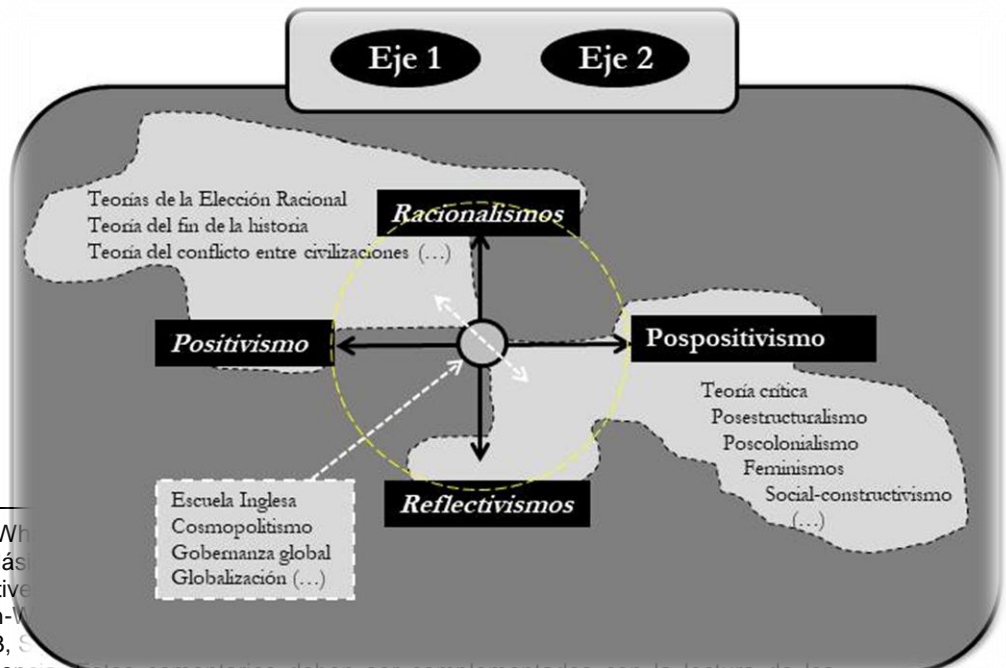 Eje 1
Eje 2
Teorías de la Elección Racional
Teoría del fin de la historia
Teoría del conflicto entre civilizaciones (…)
Racionalismos
Positivismo
Pospositivismo
Teoría crítica
Posestructuralismo
Poscolonialismo
Feminismos
Social-constructivismo
(…)
Reflectivismos
Escuela Inglesa
Cosmopolitismo
Gobernanza global
Globalización (…)